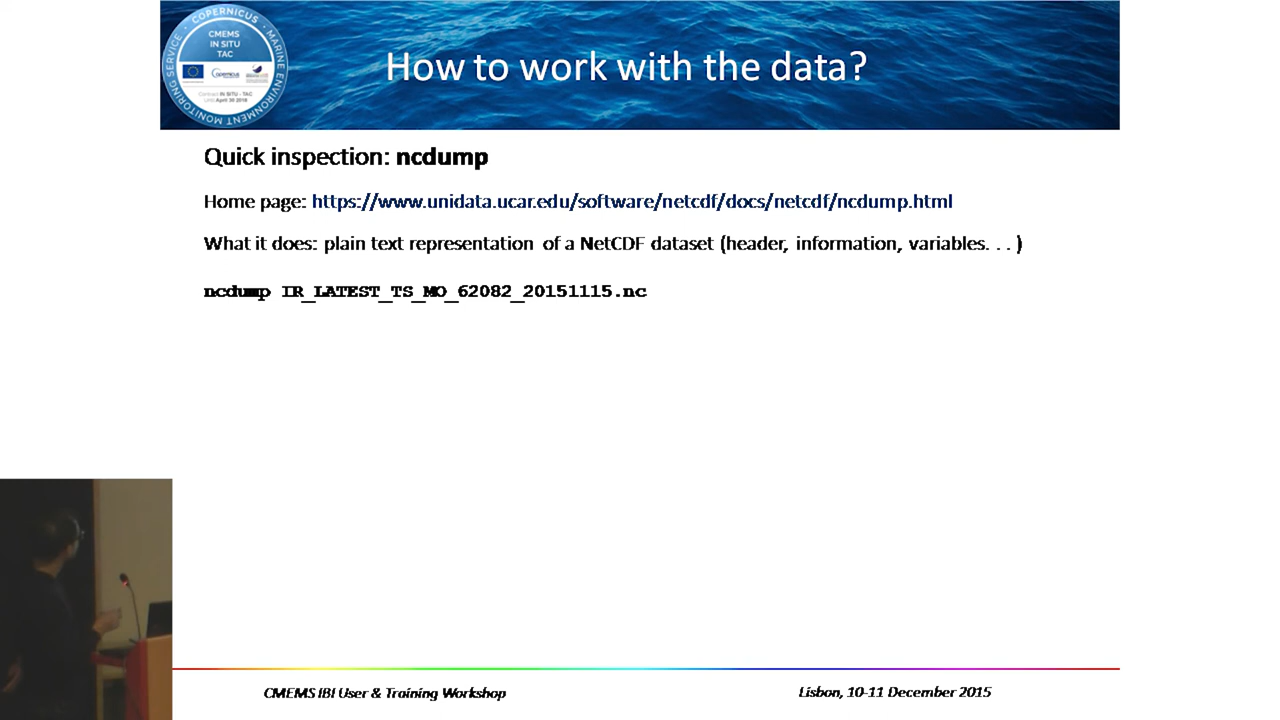 COPERNICUS - MARINE ENVIRONMENT MONITORING SERVICE -
CMEMS
IN SITU
TAC
Copernicus
How to work with the data?
Quick inspection: ncdump
Home page: https://www.unidata.ucar.edu/software/netcdf/docs/netcdf/ncdump.html
What it does: plain text representation of a NetCDF dataset (header, information, variables. . . )
ncdump IR_LATEST_TS_MO_62082_20151115.nc
CMEMS IBI User & Training Workshop
Lisbon, 10-11 December 2015